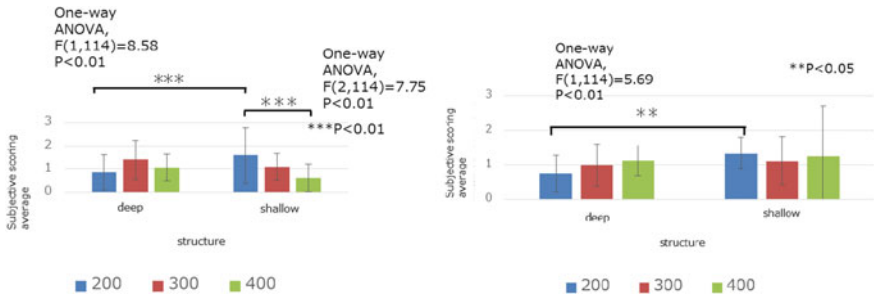 One-way
ANOVA,
F(1,114)=8.58
P<0.01
***
One-way
ANOVA,
F(2,114)=7.75
P<0.01
***
***P<0.01
3
2
1
0
Subjective scoring
average
deep
shallow
structure
200
300
400
One-way
ANOVA,
F(1,114)=5.69
P<0.01
**P<0.05
**
3
2
1
0
Subjective scoring
average
deep
shallow
structure
200
300
400